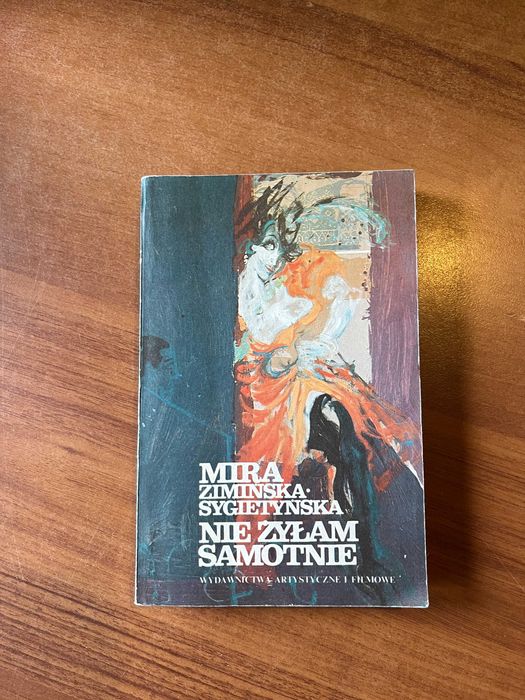 MIRA
ZIMIŃSKA-
SYGIETYŃSKA
NIE ŻYŁAM
SAMOTNIE
WYDAWNICTWA ARTYSTYCZNE I FILMOWE